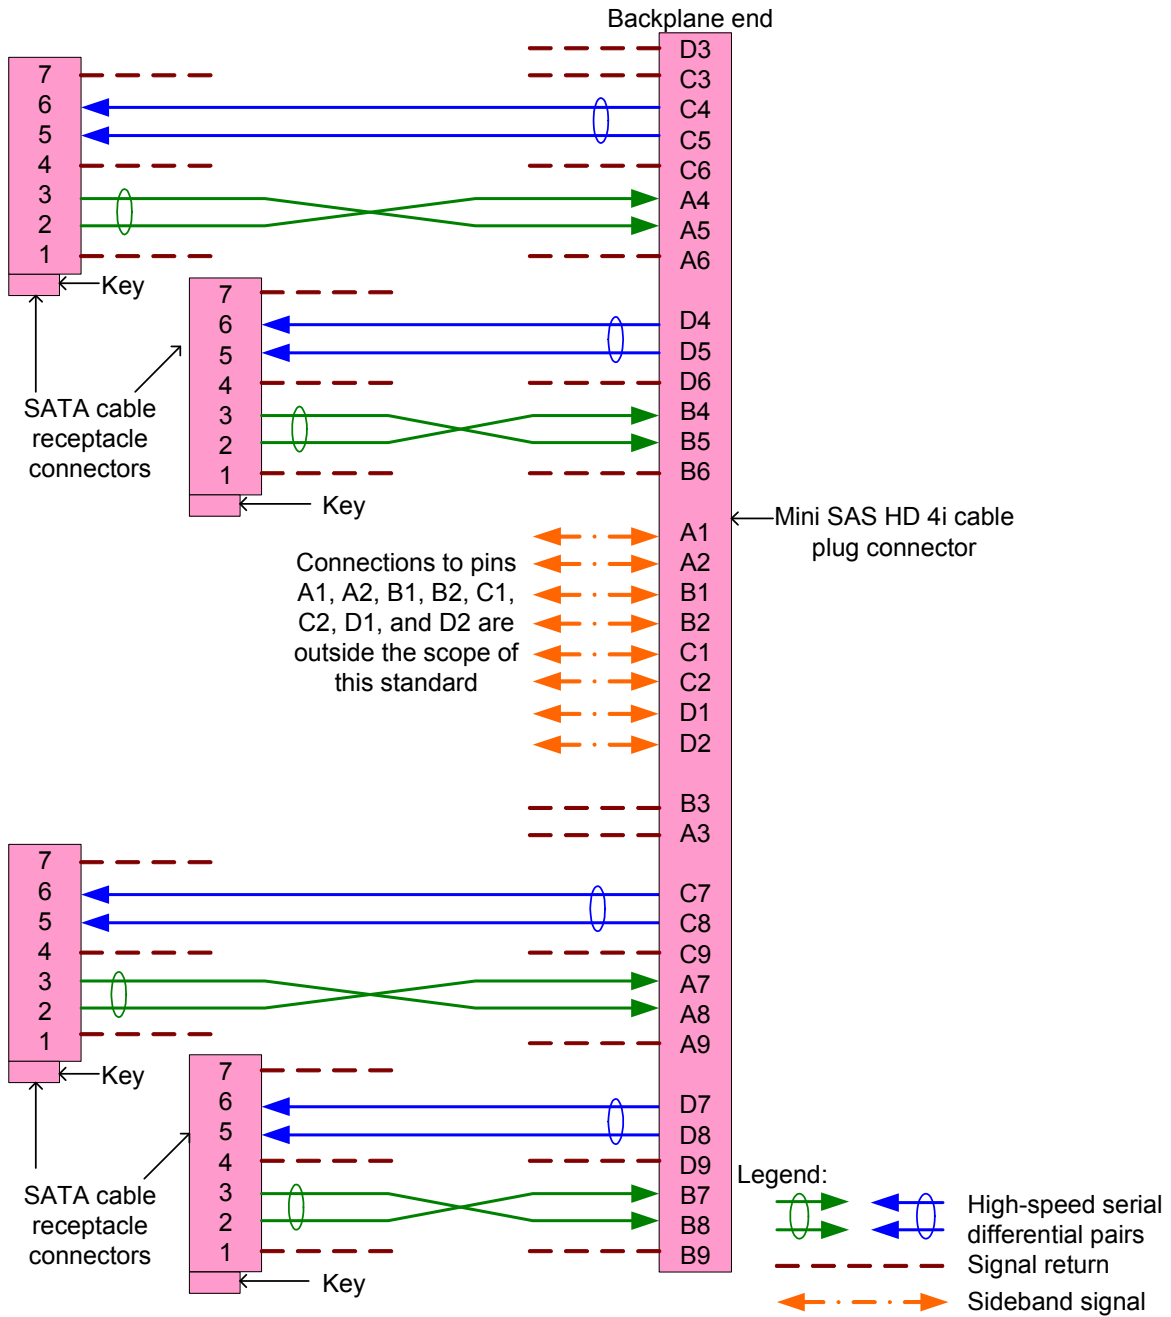 Backplane end
7
6
5
4
3
2
1
Key
SATA cable
receptacle
connectors
7
6
5
4
3
2
1
Key
D3
C3
C4
C5
C6
A4
A5
A6
D4
D5
D6
B4
B5
B6
A1
A2
B1
B2
C1
C2
D1
D2
B3
A3
C7
C8
C9
A7
A8
A9
D7
D8
D9
B7
B8
B9
Mini SAS HD 4i cable
plug connector
Connections to pins
A1, A2, B1, B2, C1,
C2, D1, and D2 are
outside the scope of
this standard
7
6
5
4
3
2
1
Key
SATA cable
receptacle
connectors
7
6
5
4
3
2
1
Key
Legend:
High-speed serial
differential pairs
Signal return
Sideband signal